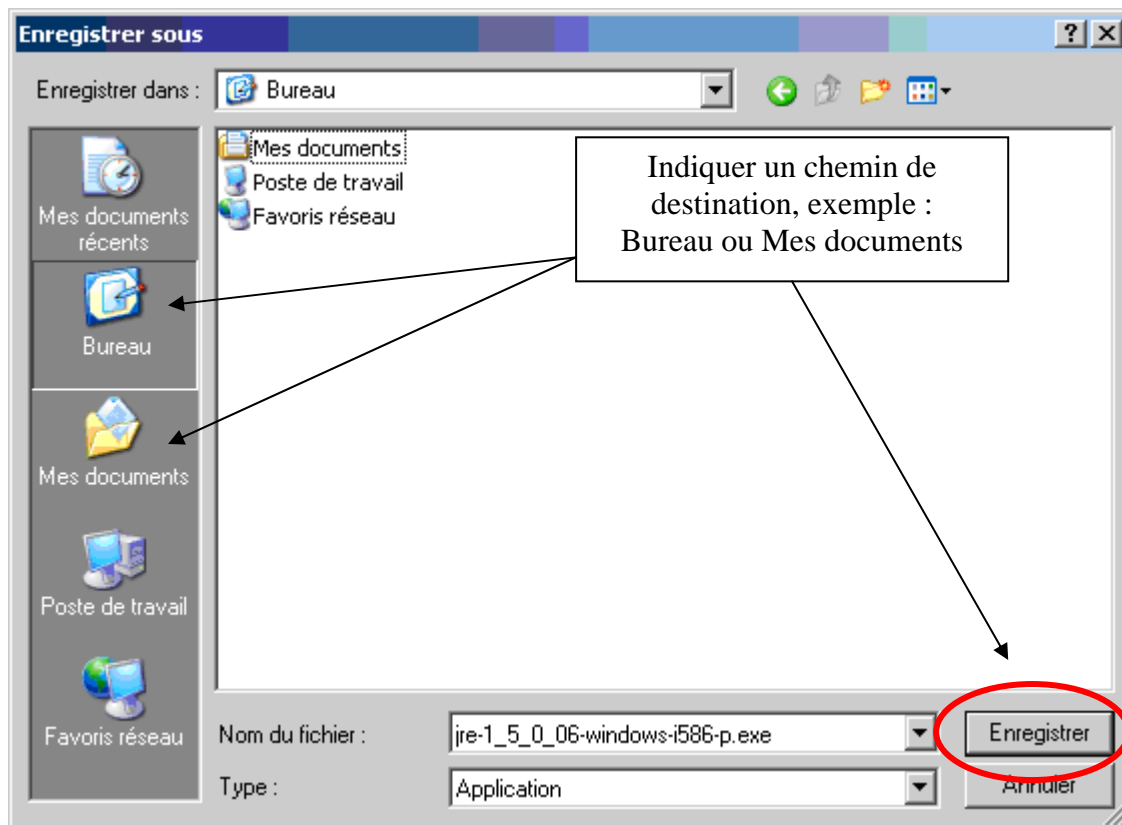 Enregistrer sous
Enregistrer dans :
Bureau
Mes documents
récents
Bureau
Mes documents
Poste de travail
Favoris réseau
Mes documents
Poste de travail
Favoris réseau
Indiquer un chemin de
destination, exemple :
Bureau ou Mes documents
Nom du fichier :
jre-1_5_0_06-windows-i586-p.exe
Enregistrer
Type :
Application
Annuler